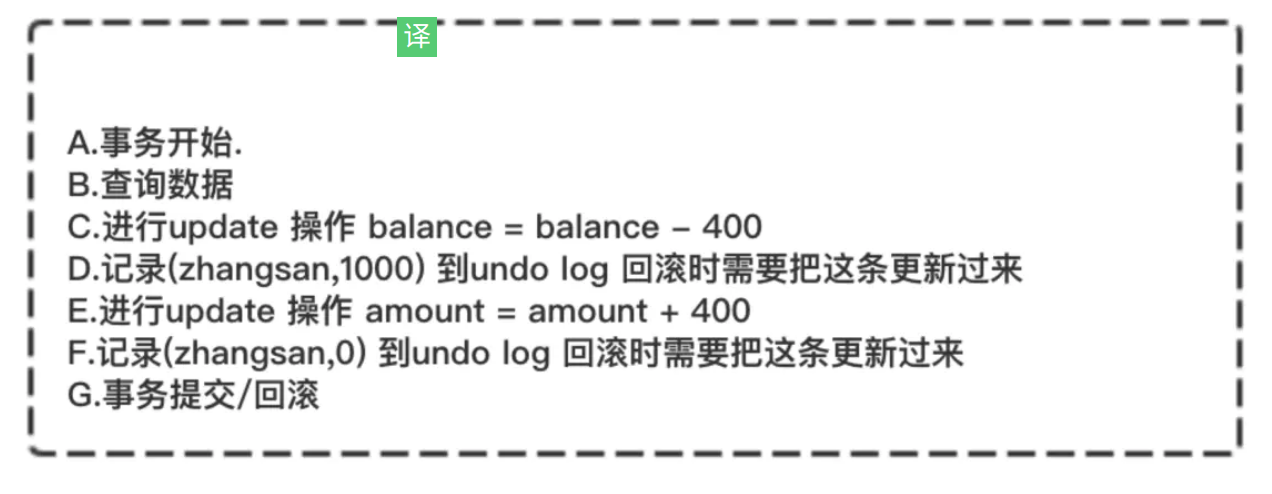 译
A.事务开始.
B.查询数据
C.进行update 操作 balance = balance – 400
D.记录(zhangsan,1000) 到undo log 回滚时需要把这条更新过来
E.进行update 操作 amount = amount + 400
F.记录(zhangsan,0) 到undo log 回滚时需要把这条更新过来
G.事务提交/回滚